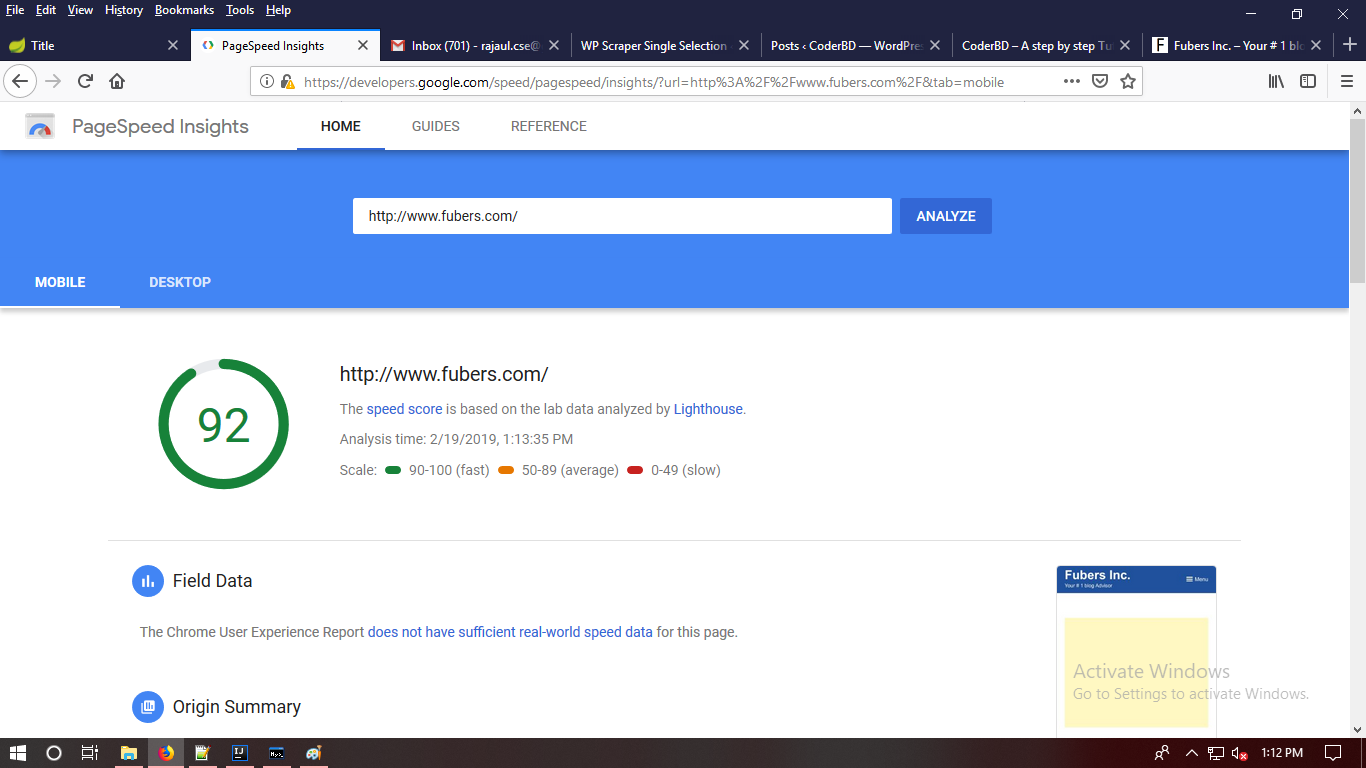 File Edit View History Bookmarks Tools Help
Title
PageSpeed Insights
Inbox (701) - rajaul.cse@
WP Scraper Single Selection
Posts ‹ CoderBD — WordPre
CoderBD – A step by step Tu
F Fubers Inc. – Your # 1 blo
https://developers.google.com/speed/pagespeed/insights/?url=http%3A%2F%2Fwww.fubers.com%2F&tab=mobile
PageSpeed Insights HOME GUIDES REFERENCE
http://www.fubers.com/ ANALYZE
MOBILE DESKTOP
92
http://www.fubers.com/
The speed score is based on the lab data analyzed by Lighthouse.
Analysis time: 2/19/2019, 1:13:35 PM
Scale: 90-100 (fast) 50-89 (average) 0-49 (slow)
Field Data
The Chrome User Experience Report does not have sufficient real-world speed data for this page.
Origin Summary
Fubers Inc.
Your # 1 blog Advisor
Menu
Activate Windows
Go to Settings to activate Windows.
IJ
1:12 PM